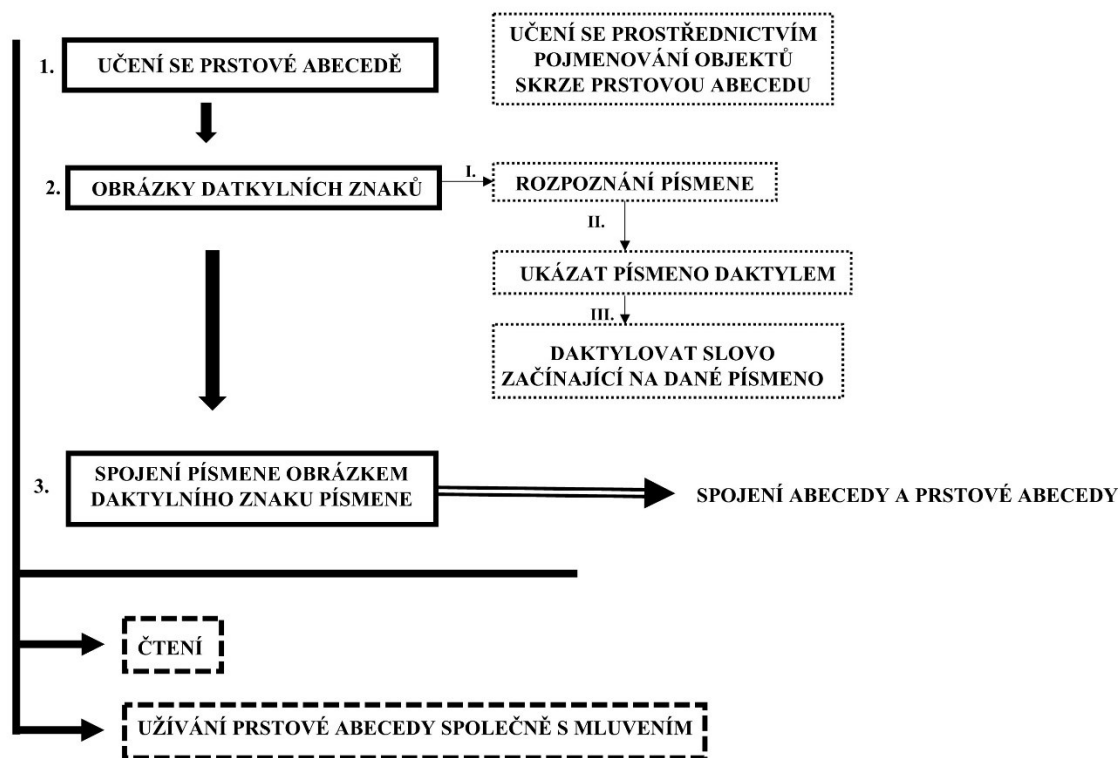 1.
UČENÍ SE PRSTOVÉ ABECEDĚ
UČENÍ SE PROSTŘEDNICTVÍM
POJMENOVÁNÍ OBJEKTŮ
SKRZE PRSTOVOU ABECEDU
2.
OBRÁZKY DATKYLNÍCH ZNAKŮ
I.
ROZPOZNÁNÍ PÍSMENE
II.
UKÁZAT PÍSMENO DAKTYLEM
III.
DAKTYLOVAT SLOVO
ZAČÍNAJÍCÍ NA DANÉ PÍSMENO
3.
SPOJENÍ PÍSMENE OBRÁZKEM
DAKTYLNÍHO ZNAKU PÍSMENE
SPOJENÍ ABECEDY A PRSTOVÉ ABECEDY
ČTENÍ
UŽÍVÁNÍ PRSTOVÉ ABECEDY SPOLEČNĚ S MLUVENÍM